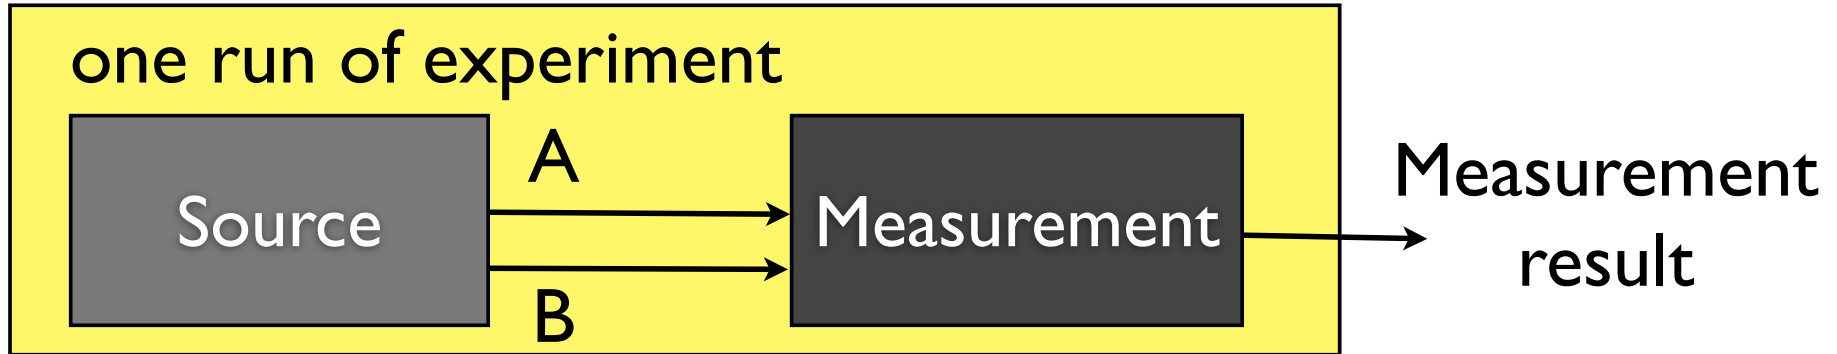 one run of experiment
A
Source
Measurement
B
Measurement
result